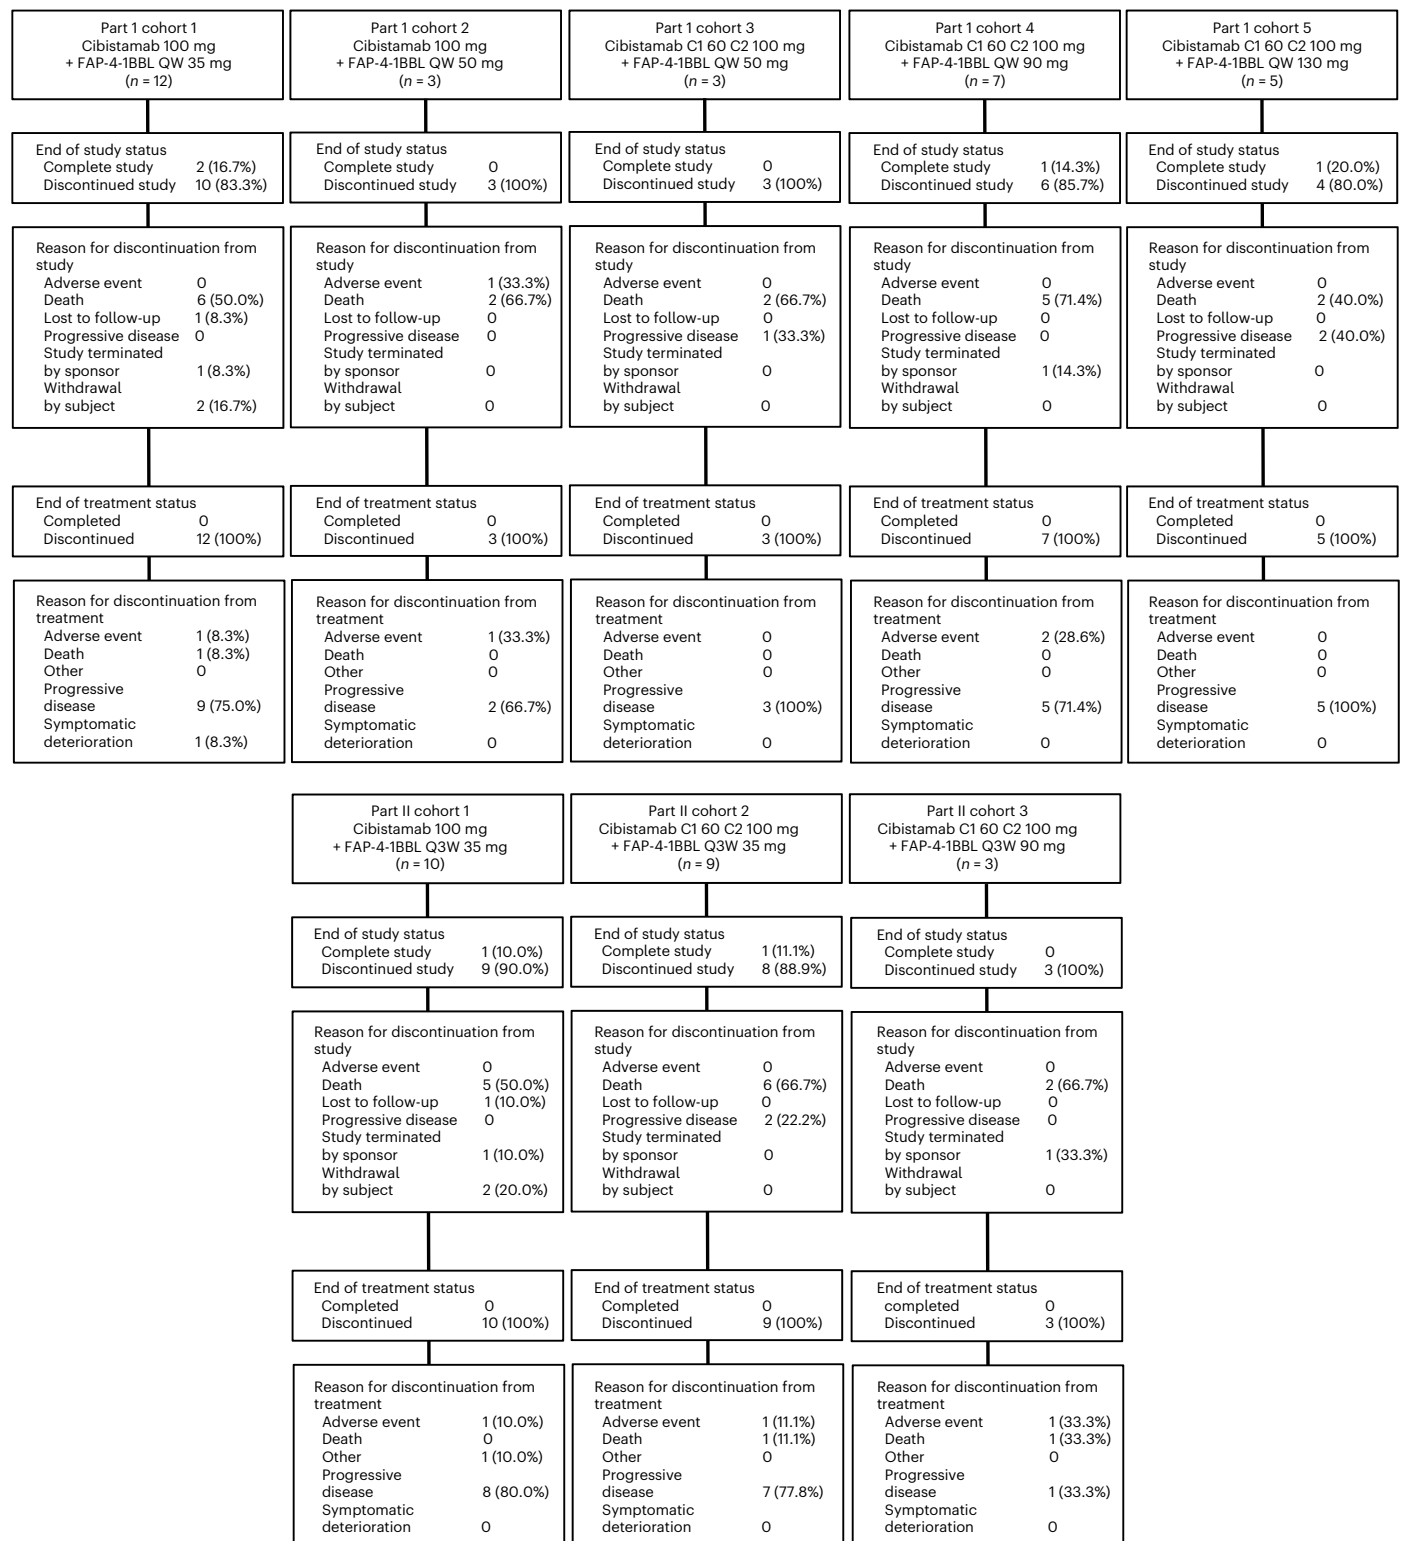 Part 1 cohort 1
Cibistamab 100 mg
+ FAP-4-1BBL QW 35 mg
(n = 12)
End of study status
Complete study 2 (16.7%)
Discontinued study 10 (83.3%)
Reason for discontinuation from
study
Adverse event 0
Death 6 (50.0%)
Lost to follow-up 1 (8.3%)
Progressive disease 0
Study terminated
by sponsor 1 (8.3%)
Withdrawal
by subject 2 (16.7%)
End of treatment status
Completed 0
Discontinued 12 (100%)
Reason for discontinuation from
treatment
Adverse event 1 (8.3%)
Death 1 (8.3%)
Other 0
Progressive
disease 9 (75.0%)
Symptomatic
deterioration 1 (8.3%)
Part 1 cohort 2
Cibistamab 100 mg
+ FAP-4-1BBL QW 50 mg
(n = 3)
End of study status
Complete study 0
Discontinued study 3 (100%)
Reason for discontinuation from
study
Adverse event 1 (33.3%)
Death 2 (66.7%)
Lost to follow-up 0
Progressive disease 0
Study terminated
by sponsor 0
Withdrawal
by subject 0
End of treatment status
Completed 0
Discontinued 3 (100%)
Reason for discontinuation from
treatment
Adverse event 1 (33.3%)
Death 0
Other 0
Progressive
disease 2 (66.7%)
Symptomatic
deterioration 0
Part 1 cohort 3
Cibistamab C1 60 C2 100 mg
+ FAP-4-1BBL QW 50 mg
(n = 3)
End of study status
Complete study 0
Discontinued study 3 (100%)
Reason for discontinuation from
study
Adverse event 0
Death 2 (66.7%)
Lost to follow-up 0
Progressive disease 1 (33.3%)
Study terminated
by sponsor 0
Withdrawal
by subject 0
End of treatment status
Completed 0
Discontinued 3 (100%)
Reason for discontinuation from
treatment
Adverse event 0
Death 0
Other 0
Progressive
disease 3 (100%)
Symptomatic
deterioration 0
Part 1 cohort 4
Cibistamab C1 60 C2 100 mg
+ FAP-4-1BBL QW 90 mg
(n = 7)
End of study status
Complete study 1 (14.3%)
Discontinued study 6 (85.7%)
Reason for discontinuation from
study
Adverse event 0
Death 5 (71.4%)
Lost to follow-up 0
Progressive disease 0
Study terminated
by sponsor 1 (14.3%)
Withdrawal
by subject 0
End of treatment status
Completed 0
Discontinued 7 (100%)
Reason for discontinuation from
treatment
Adverse event 2 (28.6%)
Death 0
Other 0
Progressive
disease 5 (71.4%)
Symptomatic
deterioration 0
Part 1 cohort 5
Cibistamab C1 60 C2 100 mg
+ FAP-4-1BBL QW 130 mg
(n = 5)
End of study status
Complete study 1 (20.0%)
Discontinued study 4 (80.0%)
Reason for discontinuation from
study
Adverse event 0
Death 2 (40.0%)
Lost to follow-up 0
Progressive disease 2 (40.0%)
Study terminated
by sponsor 0
Withdrawal
by subject 0
End of treatment status
Completed 0
Discontinued 5 (100%)
Reason for discontinuation from
treatment
Adverse event 0
Death 0
Other 0
Progressive
disease 5 (100%)
Symptomatic
deterioration 0
Part II cohort 1
Cibistamab 100 mg
+ FAP-4-1BBL Q3W 35 mg
(n = 10)
End of study status
Complete study 1 (10.0%)
Discontinued study 9 (90.0%)
Reason for discontinuation from
study
Adverse event 0
Death 5 (50.0%)
Lost to follow-up 1 (10.0%)
Progressive disease 0
Study terminated
by sponsor 1 (10.0%)
Withdrawal
by subject 2 (20.0%)
End of treatment status
Completed 0
Discontinued 10 (100%)
Reason for discontinuation from
treatment
Adverse event 1 (10.0%)
Death 0
Other 1 (10.0%)
Progressive
disease 8 (80.0%)
Symptomatic
deterioration 0
Part II cohort 2
Cibistamab C1 60 C2 100 mg
+ FAP-4-1BBL Q3W 35 mg
(n = 9)
End of study status
Complete study 1 (11.1%)
Discontinued study 8 (88.9%)
Reason for discontinuation from
study
Adverse event 0
Death 6 (66.7%)
Lost to follow-up 0
Progressive disease 2 (22.2%)
Study terminated
by sponsor 0
Withdrawal
by subject 0
End of treatment status
Completed 0
Discontinued 9 (100%)
Reason for discontinuation from
treatment
Adverse event 1 (11.1%)
Death 1 (11.1%)
Other 0
Progressive
disease 7 (77.8%)
Symptomatic
deterioration 0
Part II cohort 3
Cibistamab C1 60 C2 100 mg
+ FAP-4-1BBL Q3W 90 mg
(n = 3)
End of study status
Complete study 0
Discontinued study 3 (100%)
Reason for discontinuation from
study
Adverse event 0
Death 2 (66.7%)
Lost to follow-up 0
Progressive disease 0
Study terminated
by sponsor 1 (33.3%)
Withdrawal
by subject 0
End of treatment status
completed 0
Discontinued 3 (100%)
Reason for discontinuation from
treatment
Adverse event 1 (33.3%)
Death 1 (33.3%)
Other 0
Progressive
disease 1 (33.3%)
Symptomatic
deterioration 0